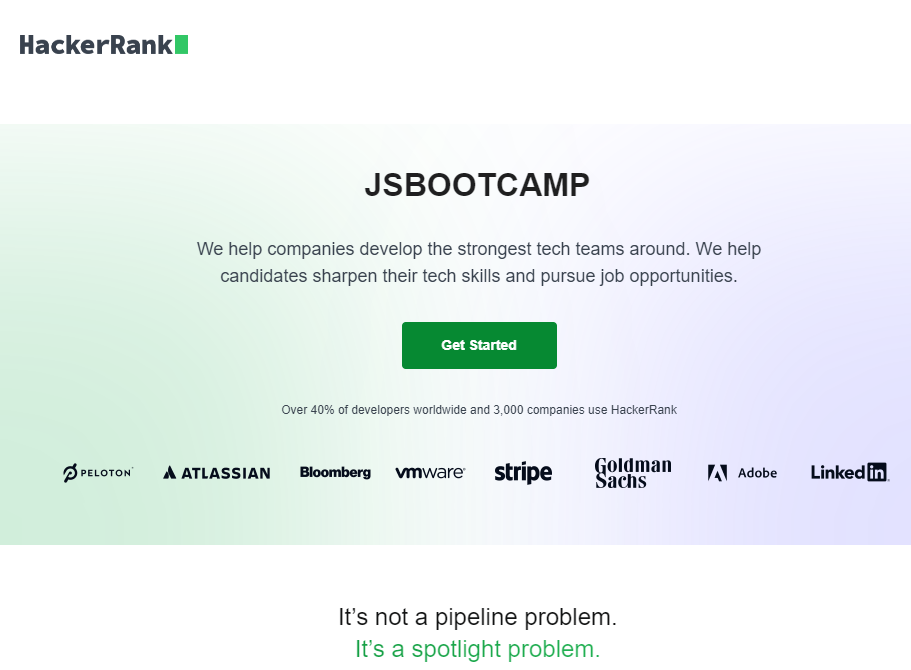 HackerRank
JSBOOTCAMP
We help companies develop the strongest tech teams around. We help
candidates sharpen their tech skills and pursue job opportunities.
Get Started
Over 40% of developers worldwide and 3,000 companies use HackerRank
PELOTON ATLASSIAN Bloomberg vmware® stripe Goldman Sachs Adobe Linkedin
It’s not a pipeline problem.
It’s a spotlight problem.